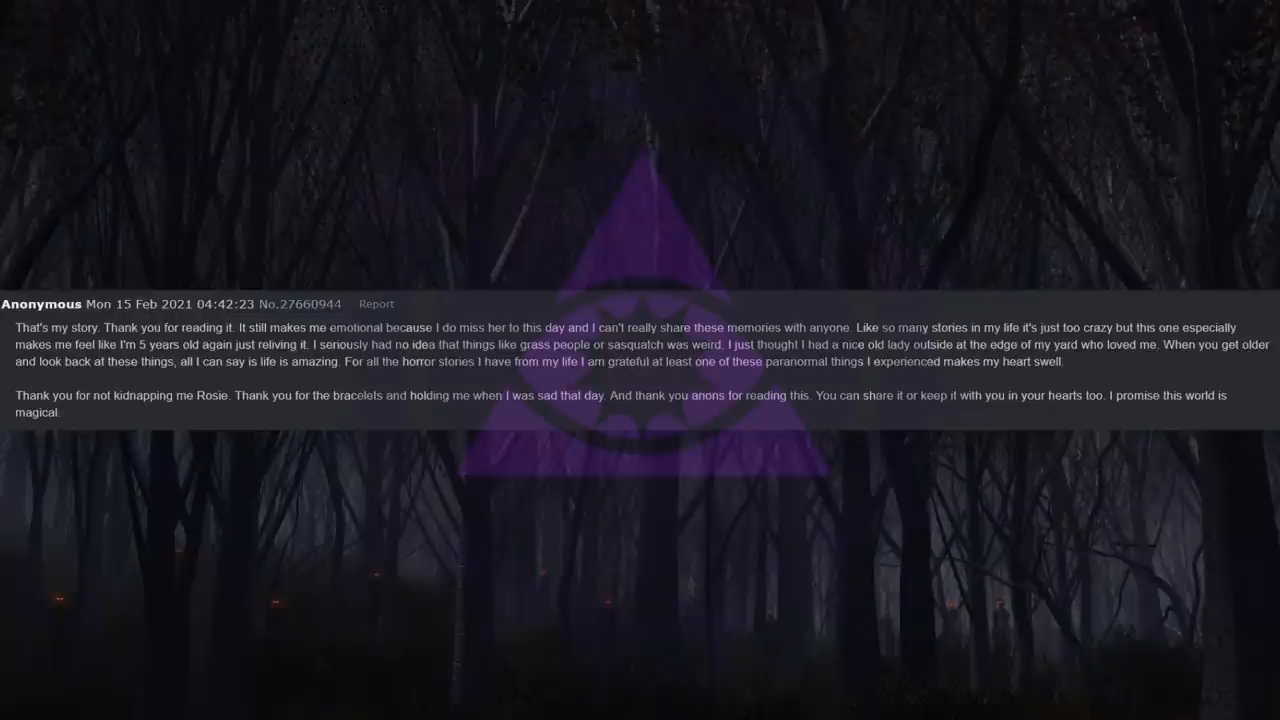 Anonymous Mon 15 Feb 2021 04:42:23 No.27660944 Report
That's my story. Thank you for reading it. It still makes me emotional because I do miss her to this day and I can't really share these memories with anyone. Like so many stories in my life it's just too crazy but this one especially
makes me feel like I'm 5 years old again just reliving it. I seriously had no idea that things like grass people or sasquatch was weird. I just thought I had a nice old lady outside at the edge of my yard who loved me. When you get older
and look back at these things, all I can say is life is amazing. For all the horror stories I have from my life I am grateful at least one of these paranormal things I experienced makes my heart swell.
Thank you for not kidnapping me Rosie. Thank you for the bracelets and holding me when I was sad that day. And thank you anons for reading this. You can share it or keep it with you in your hearts too. I promise this world is
magical.